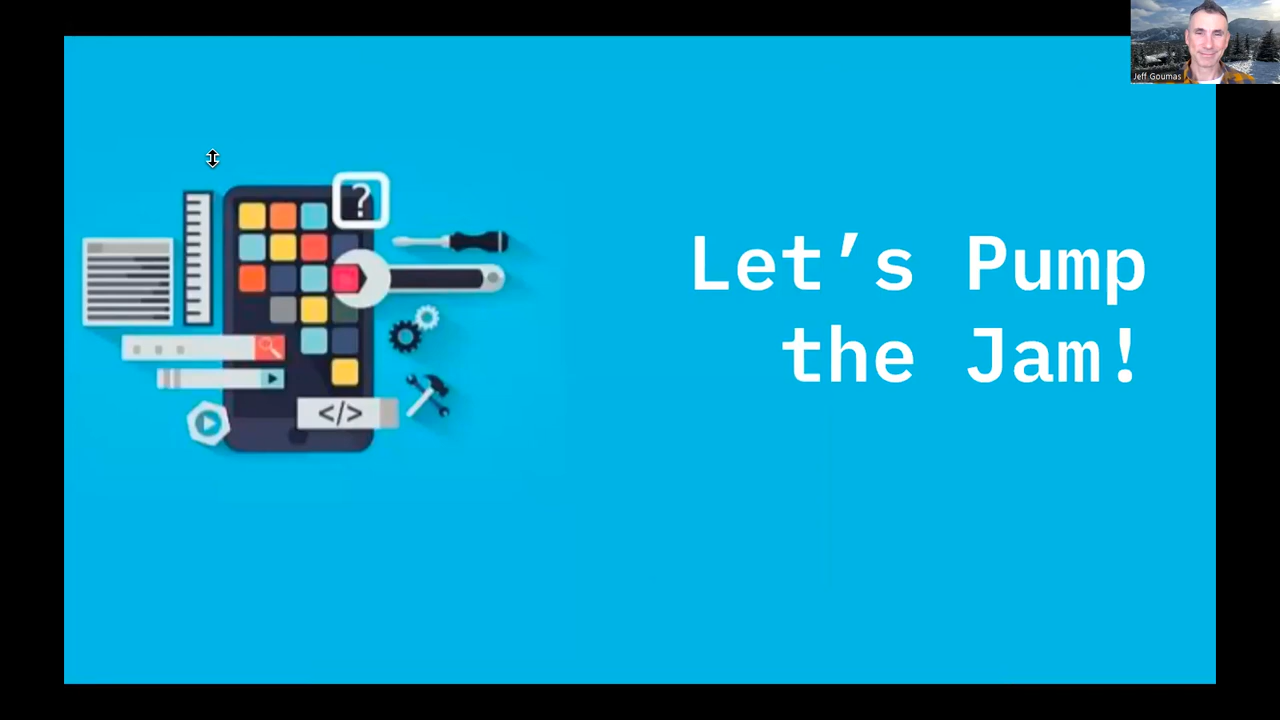 Jeff Goumas
?
Let’s Pump
the Jam!
</>